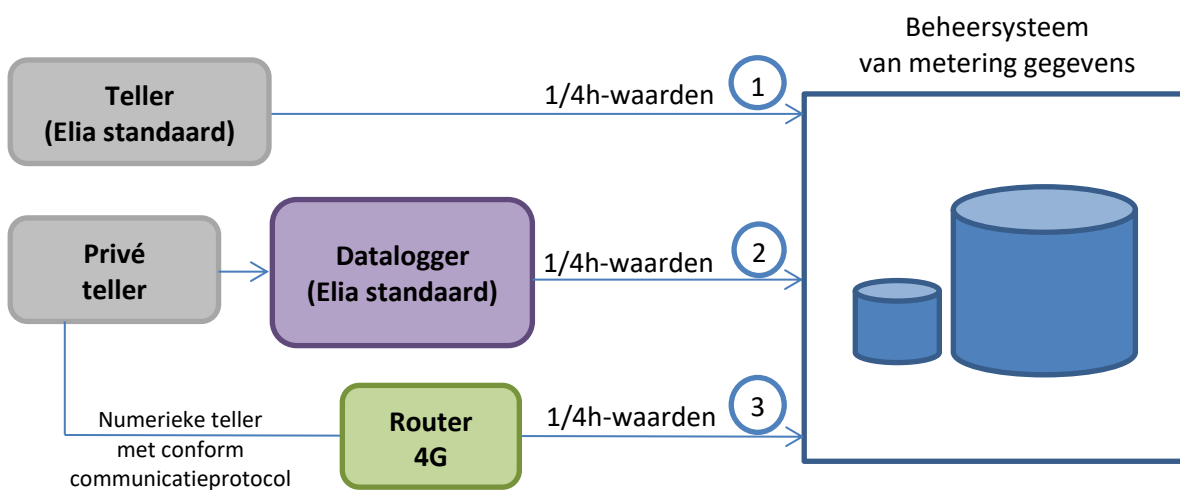 Beheersysteem
van metering gegevens
Teller
(Elia standaard)
1/4h-waarden
1
Privé
teller
Datalogger
(Elia standaard)
1/4h-waarden
2
Numerieke teller
met conform
communicatieprotocol
Router
4G
1/4h-waarden
3